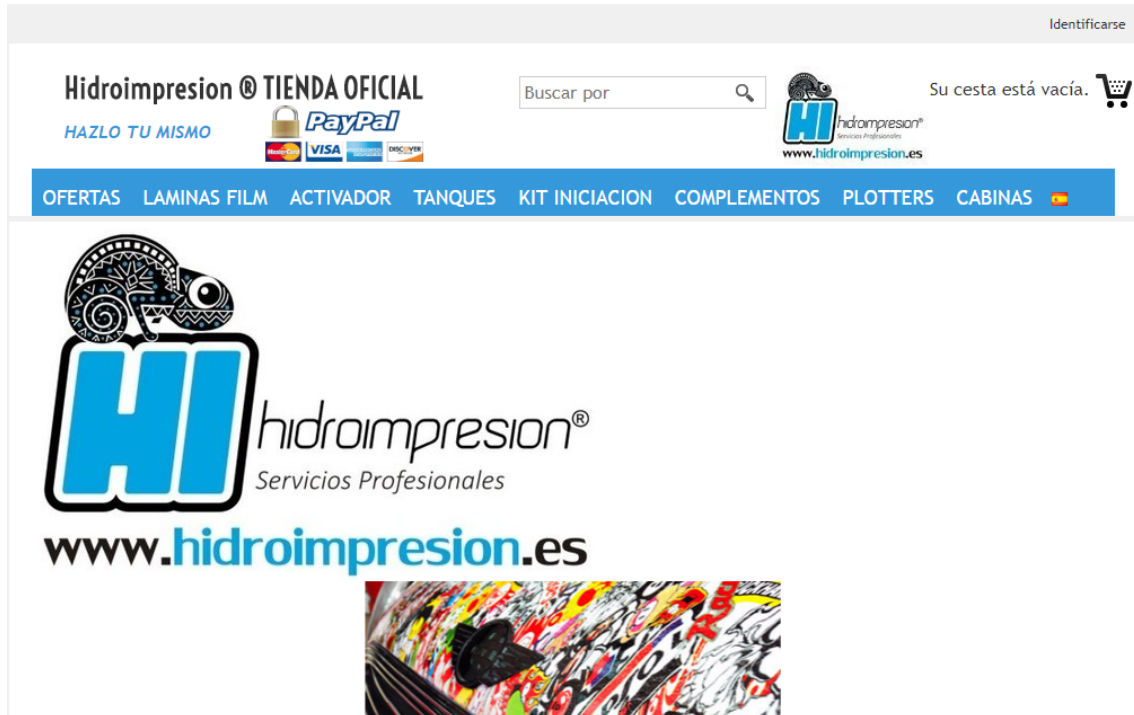 Identificarse
Hidroimpresion ® TIENDA OFICIAL
HAZLO TU MISMO
PayPal
MasterCard VISA DISCOVER
Buscar por
HI
hidroimpresion®
Servicios Profesionales
www.hidroimpresion.es
Su cesta está vacía.
OFERTAS LAMINAS FILM ACTIVADOR TANQUES KIT INICIACION COMPLEMENTOS PLOTTERS CABINAS
HI
hidroimpresion®
Servicios Profesionales
www.hidroimpresion.es